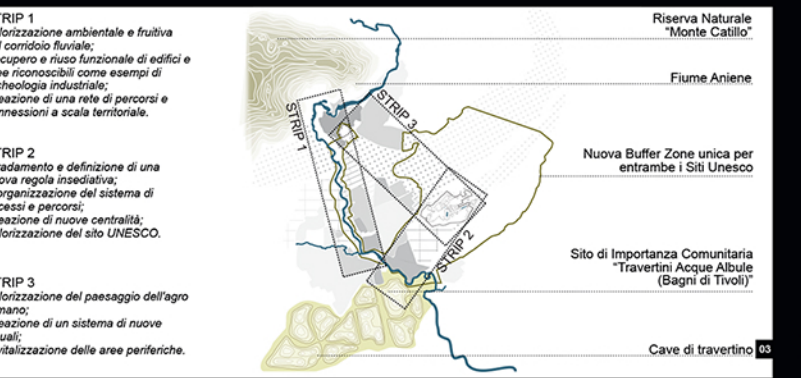 TRIP 1
lorizzazione ambientale e fruitiva
l corridoio fluviale;
cupero e riuso funzionale di edifici e
ee riconoscibili come esempi di
cheologia industriale;
eazione di una rete di percorsi e
nnessioni a scala territoriale.
TRIP 2
radamento e definizione di una
ova regola insediativa;
organizzazione del sistema di
cessi e percorsi;
eazione di nuove centralità;
lorizzazione del sito UNESCO.
TRIP 3
lorizzazione del paesaggio dell'agro
mano;
eazione di un sistema di nuove
uali;
vitalizzazione delle aree periferiche.
STRIP 1
STRIP 3
STRIP 2
Riserva Naturale
“Monte Catillo”
Fiume Aniene
Nuova Buffer Zone unica per
entrambe i Siti Unesco
Sito di Importanza Comunitaria
“Travertini Acque Albule
(Bagni di Tivoli)”
Cave di travertino
03